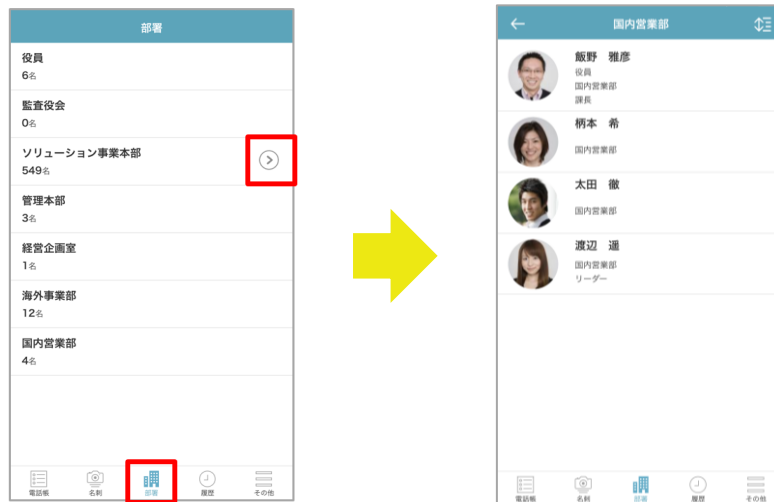 部署
役員
6名
監査役会
0名
ソリューション事業本部
549名
管理本部
3名
経営企画室
1名
海外事業部
12名
国内営業部
4名
電話帳
名刺
部署
履歴
その他
国内営業部
飯野 雅彦
役員
国内営業部
課長
柄本 希
国内営業部
太田 徹
国内営業部
渡辺 遥
国内営業部
リーダー
電話帳
名刺
部署
履歴
その他